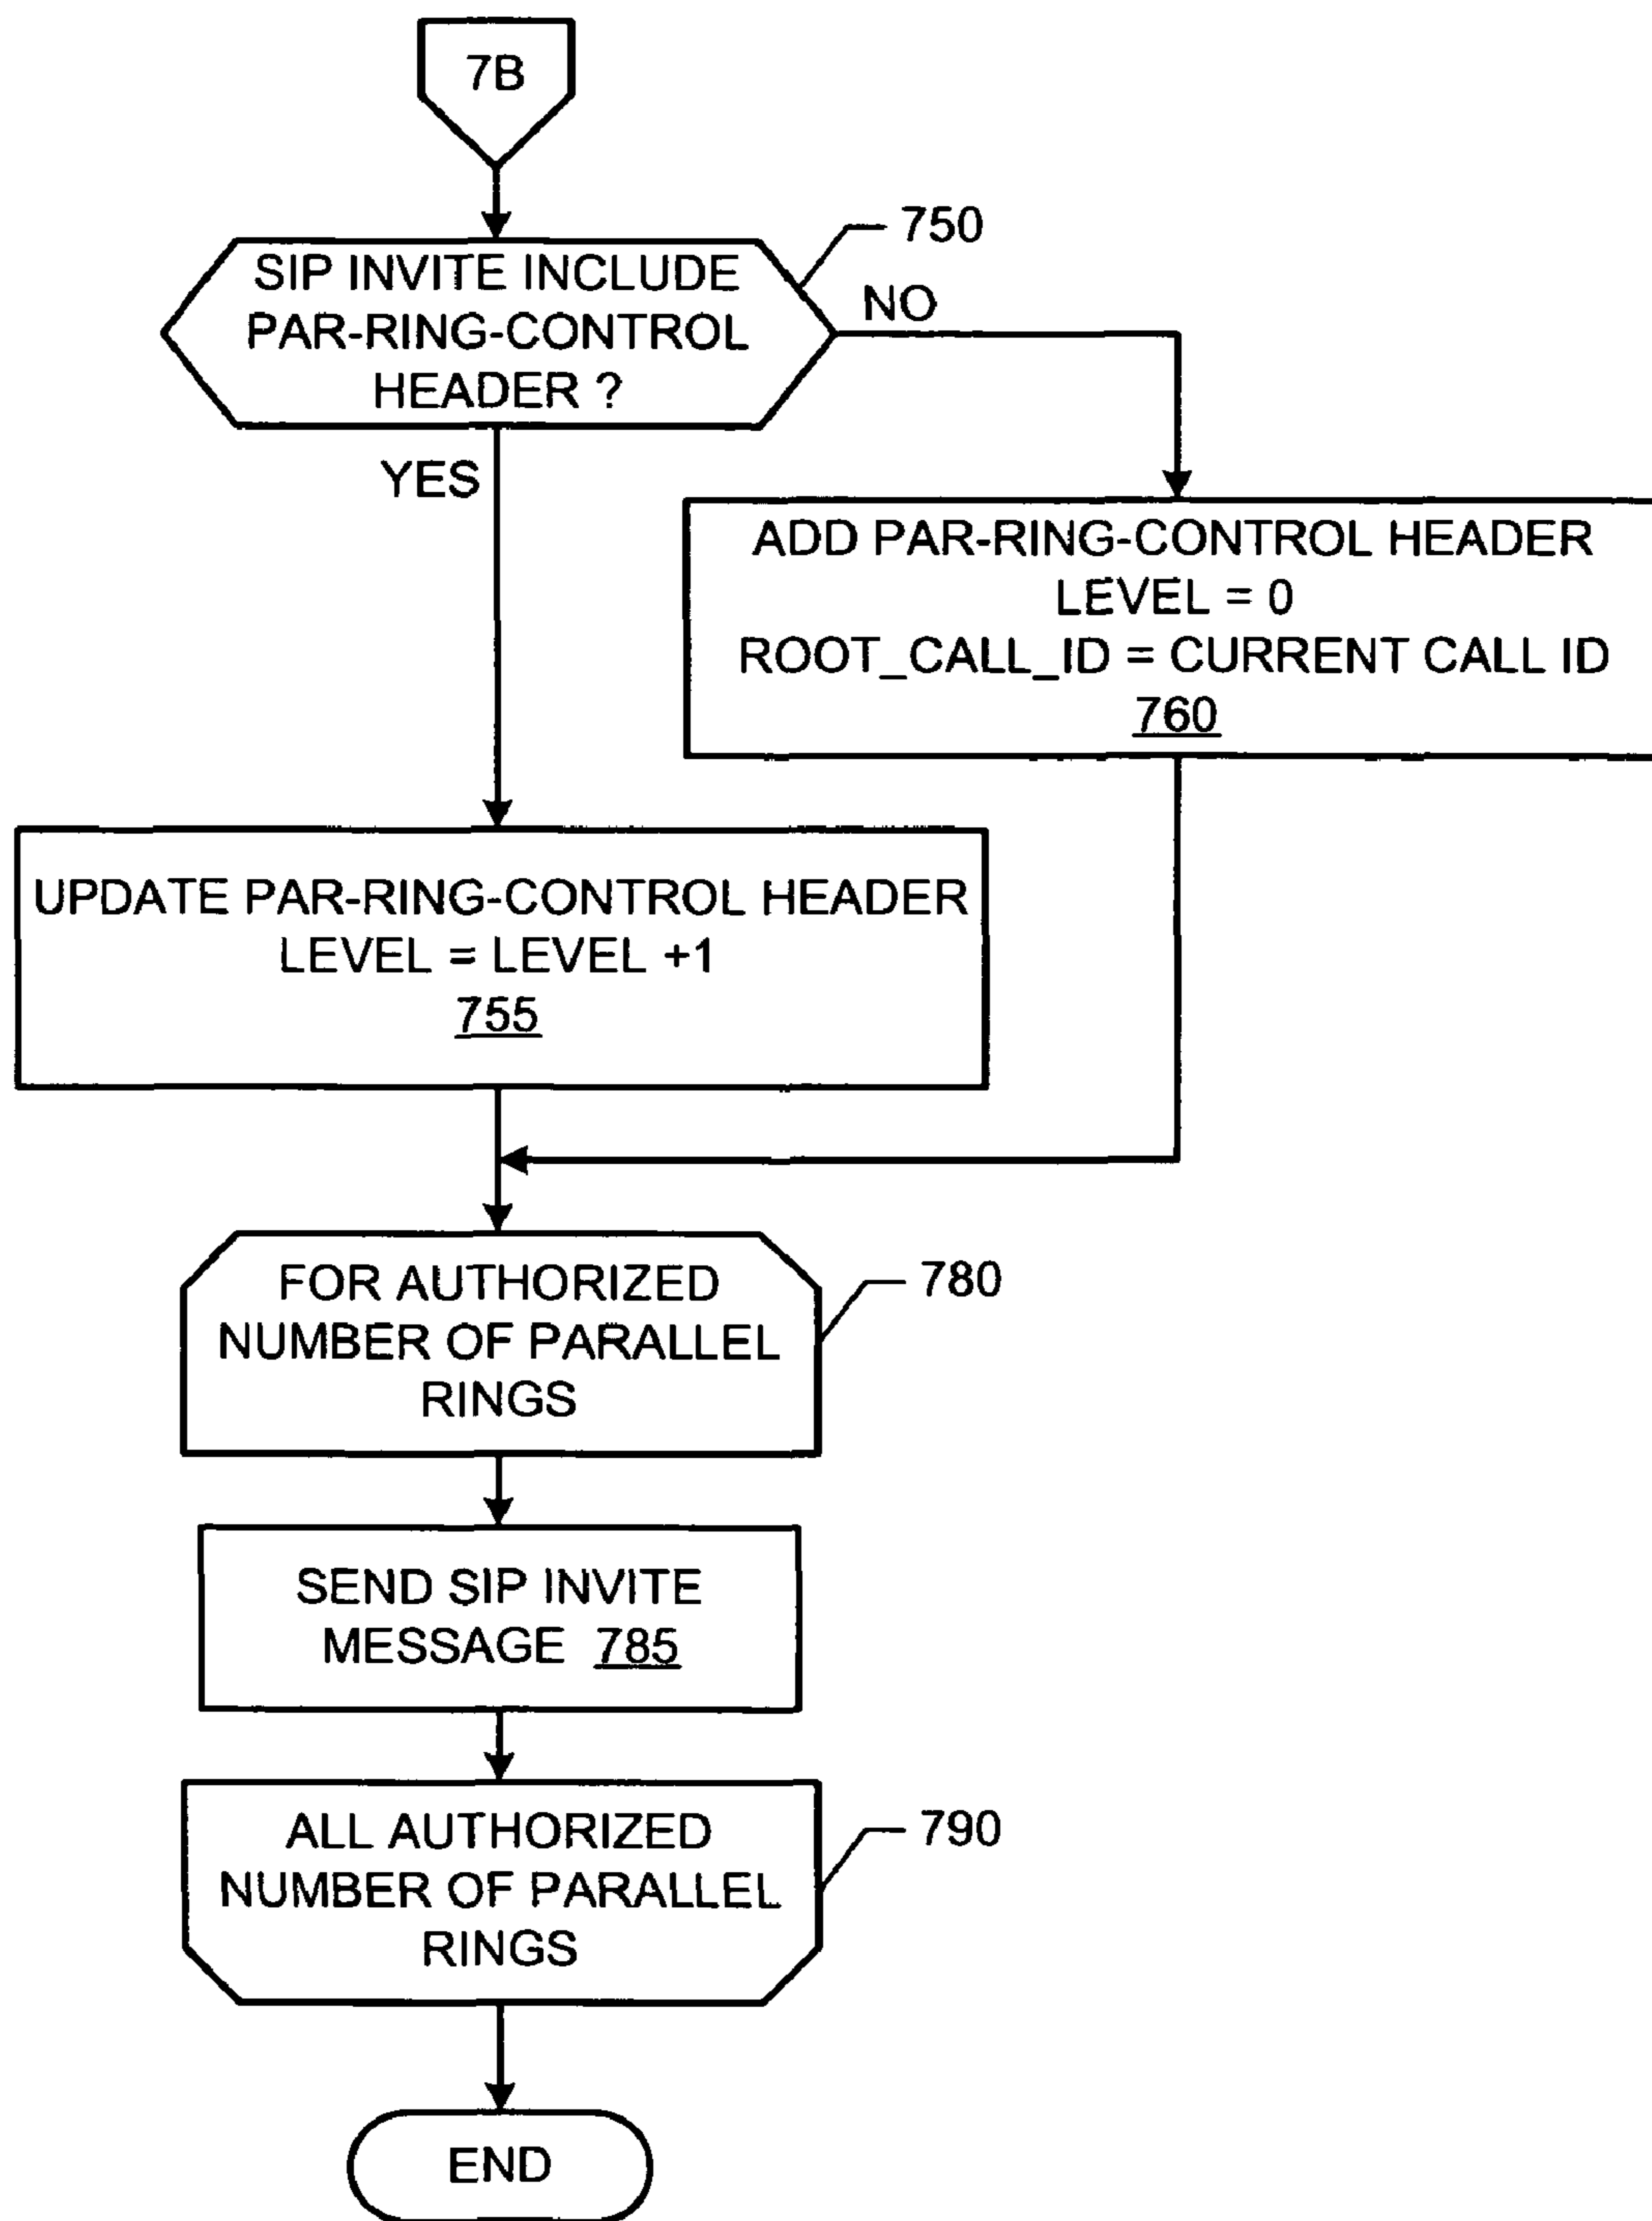 7B
750
SIP INVITE INCLUDE
PAR-RING-CONTROL
HEADER ?
NO
YES
ADD PAR-RING-CONTROL HEADER
LEVEL = 0
ROOT_CALL_ID = CURRENT CALL ID
760
UPDATE PAR-RING-CONTROL HEADER
LEVEL = LEVEL +1
755
FOR AUTHORIZED
NUMBER OF PARALLEL
RINGS
780
SEND SIP INVITE
MESSAGE 785
ALL AUTHORIZED
NUMBER OF PARALLEL
RINGS
790
END